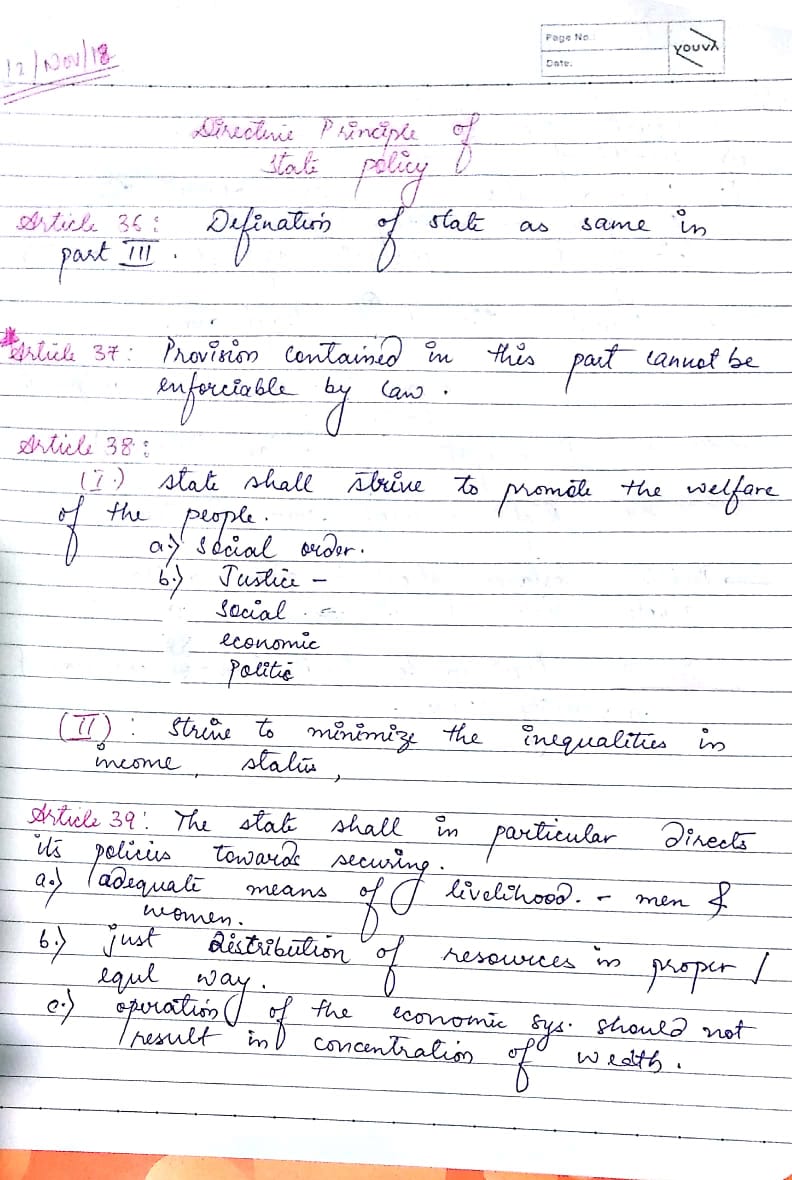 12/Nov/18
Page No.:
Date:
YOUVA
Directive Principle of
State policy
Article 36: Defination of state as same in
part III.
*Article 37: Provision contained in this part cannot be
enforciable by law.
Article 38:
(I.) state shall strive to promote the welfare
of the people.
a.) social order.
b.) Justice -
social
economic
Politic
(II): Strive to minimize the inequalities in
income, status,
Article 39: The state shall in particular directs
its policies towards securing.
a.) adequate means of livelihood. - men &
women.
b.) just distribution of resources in proper /
equl way.
c.) operation of the economic sys. should not
result in concentration of wealth.